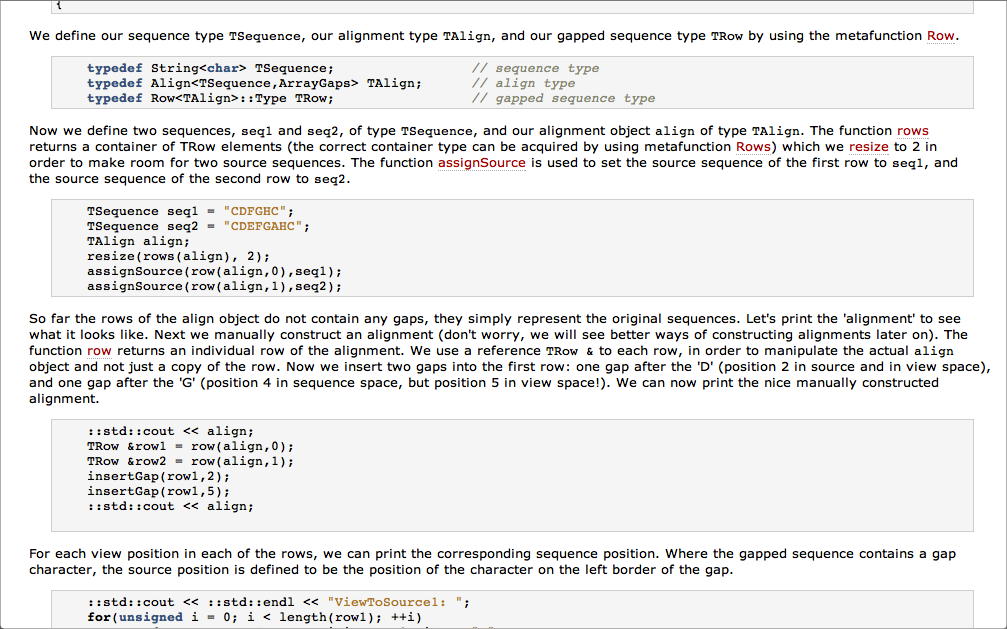 {
We define our sequence type TSequence, our alignment type TAlign, and our gapped sequence type TRow by using the metafunction Row.
typedef String<char> TSequence; // sequence type
typedef Align<TSequence,ArrayGaps> TAlign; // align type
typedef Row<TAlign>::Type TRow; // gapped sequence type
Now we define two sequences, seq1 and seq2, of type TSequence, and our alignment object align of type TAlign. The function rows
returns a container of TRow elements (the correct container type can be acquired by using metafunction Rows) which we resize to 2 in
order to make room for two source sequences. The function assignSource is used to set the source sequence of the first row to seq1, and
the source sequence of the second row to seq2.
TSequence seq1 = "CDFGHC";
TSequence seq2 = "CDEFGAHC";
TAlign align;
resize(rows(align), 2);
assignSource(row(align,0),seq1);
assignSource(row(align,1),seq2);
So far the rows of the align object do not contain any gaps, they simply represent the original sequences. Let's print the 'alignment' to see
what it looks like. Next we manually construct an alignment (don't worry, we will see better ways of constructing alignments later on). The
function row returns an individual row of the alignment. We use a reference TRow & to each row, in order to manipulate the actual align
object and not just a copy of the row. Now we insert two gaps into the first row: one gap after the 'D' (position 2 in source and in view space),
and one gap after the 'G' (position 4 in sequence space, but position 5 in view space!). We can now print the nice manually constructed
alignment.
::std::cout << align;
TRow &row1 = row(align,0);
TRow &row2 = row(align,1);
insertGap(row1,2);
insertGap(row1,5);
::std::cout << align;
For each view position in each of the rows, we can print the corresponding sequence position. Where the gapped sequence contains a gap
character, the source position is defined to be the position of the character on the left border of the gap.
::std::cout << ::std::endl << "ViewToSource1: ";
for(unsigned i = 0; i < length(row1); ++i)